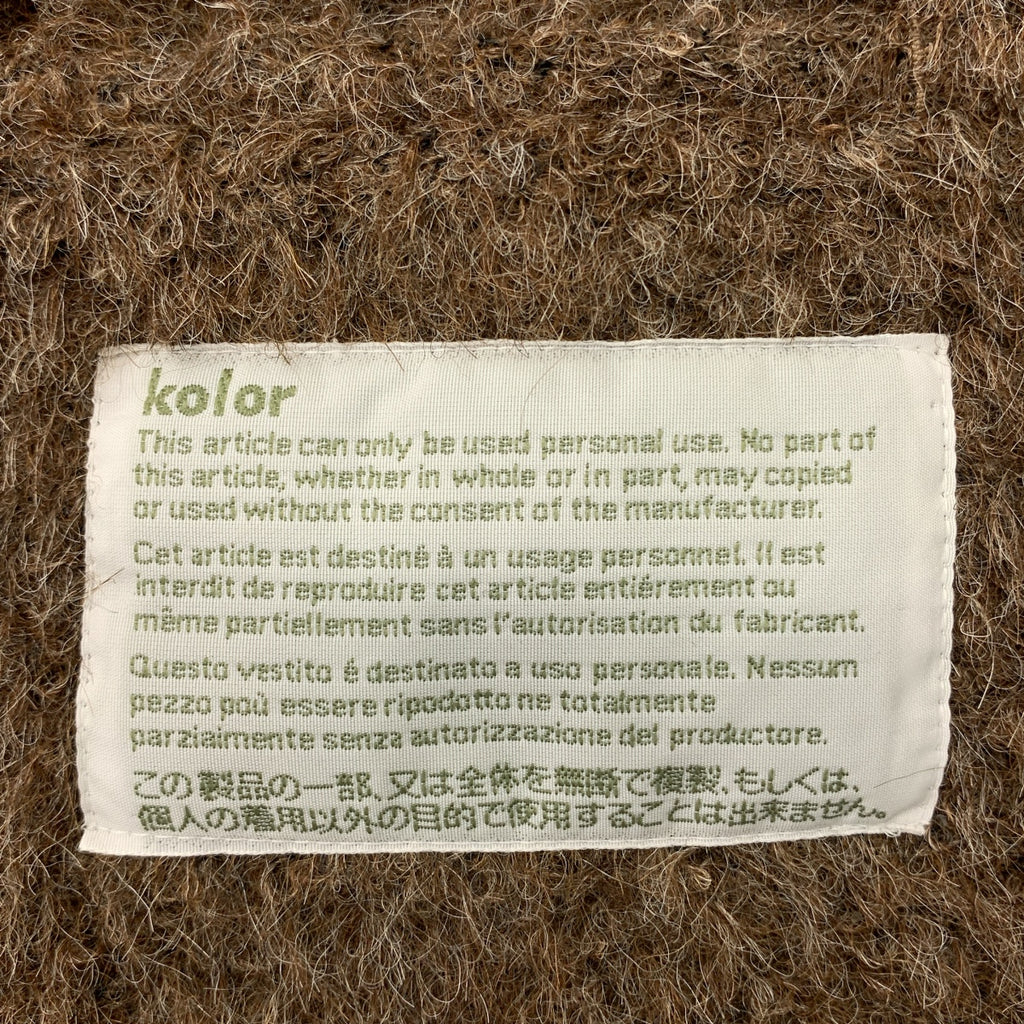 kolor
This article can only be used personal use. No part of
this article, whether in whole or in part, may copied
or used without the consent of the manufacturer.
Cet article est destiné à un usage personnel. Il est
interdit de reproduire cet article entiérement ou
même partiellement sans l'autorisation du fabricant.
Questo vestito é destinato a uso personale. Nessum
pezzo poù essere ripodotto ne totalmente
parziaimente senza autorizzazione del productore.
この製品の一部、又は全体を無断で複製、もしくは、
個人の着用以外の目的で使用することは出来ません。